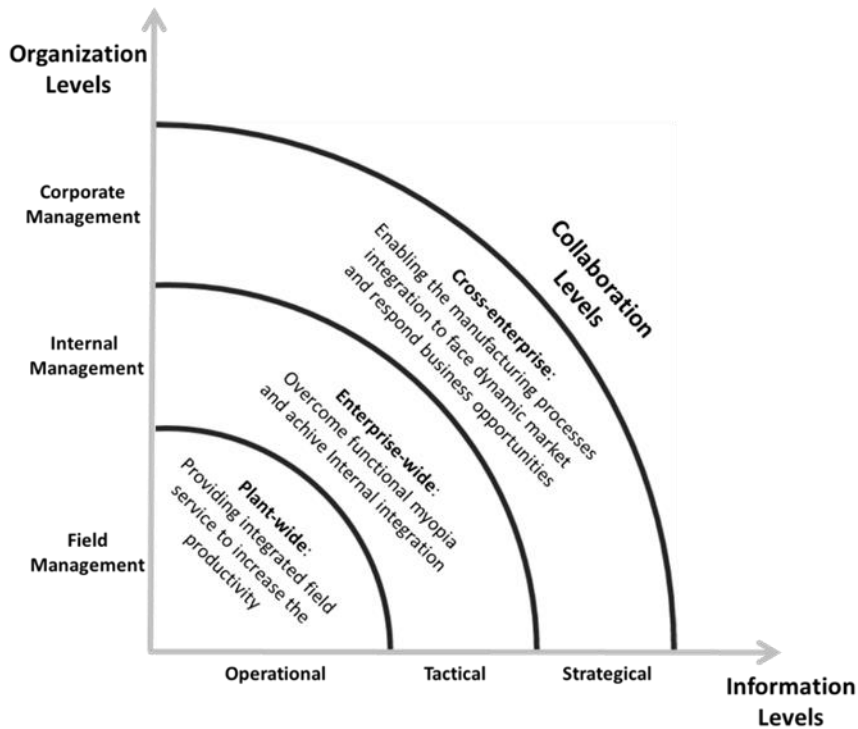 Organization
Levels
Corporate
Management
Internal
Management
Field
Management
Collaboration
Levels
Cross-enterprise:
Enabling the manufacturing processes
integration to face dynamic market
and respond business opportunities
Enterprise-wide:
Overcome functional myopia
and achive Internal integration
Plant-wide:
Providing integrated field
service to increase the
productivity
Operational
Tactical
Strategical
Information
Levels